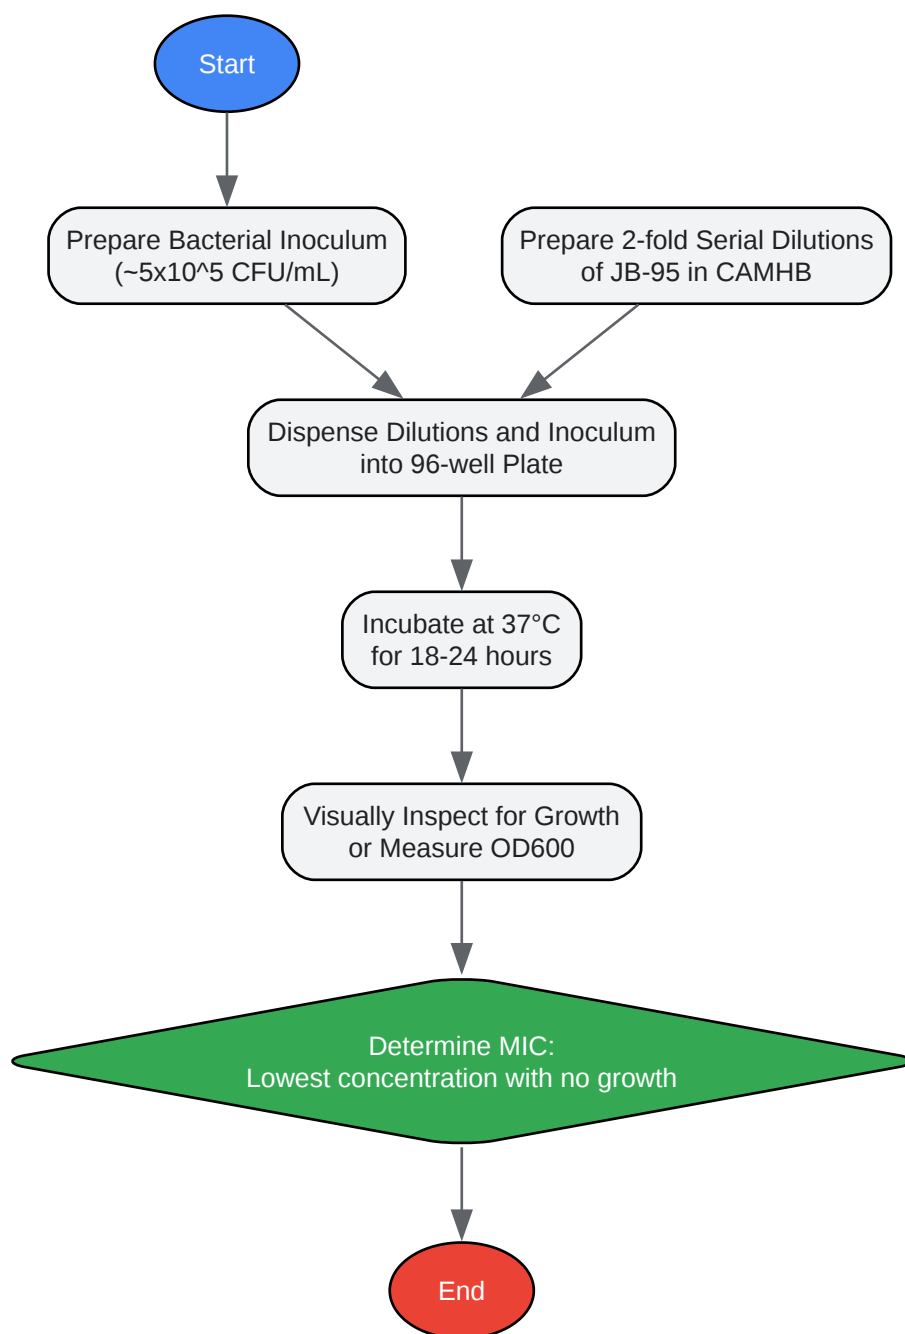 Start
Prepare Bacterial Inoculum
(~5x10^5 CFU/mL)
Prepare 2-fold Serial Dilutions
of JB-95 in CAMHB
Dispense Dilutions and Inoculum
into 96-well Plate
Incubate at 37°C
for 18-24 hours
Visually Inspect for Growth
or Measure OD600
Determine MIC:
Lowest concentration with no growth
End